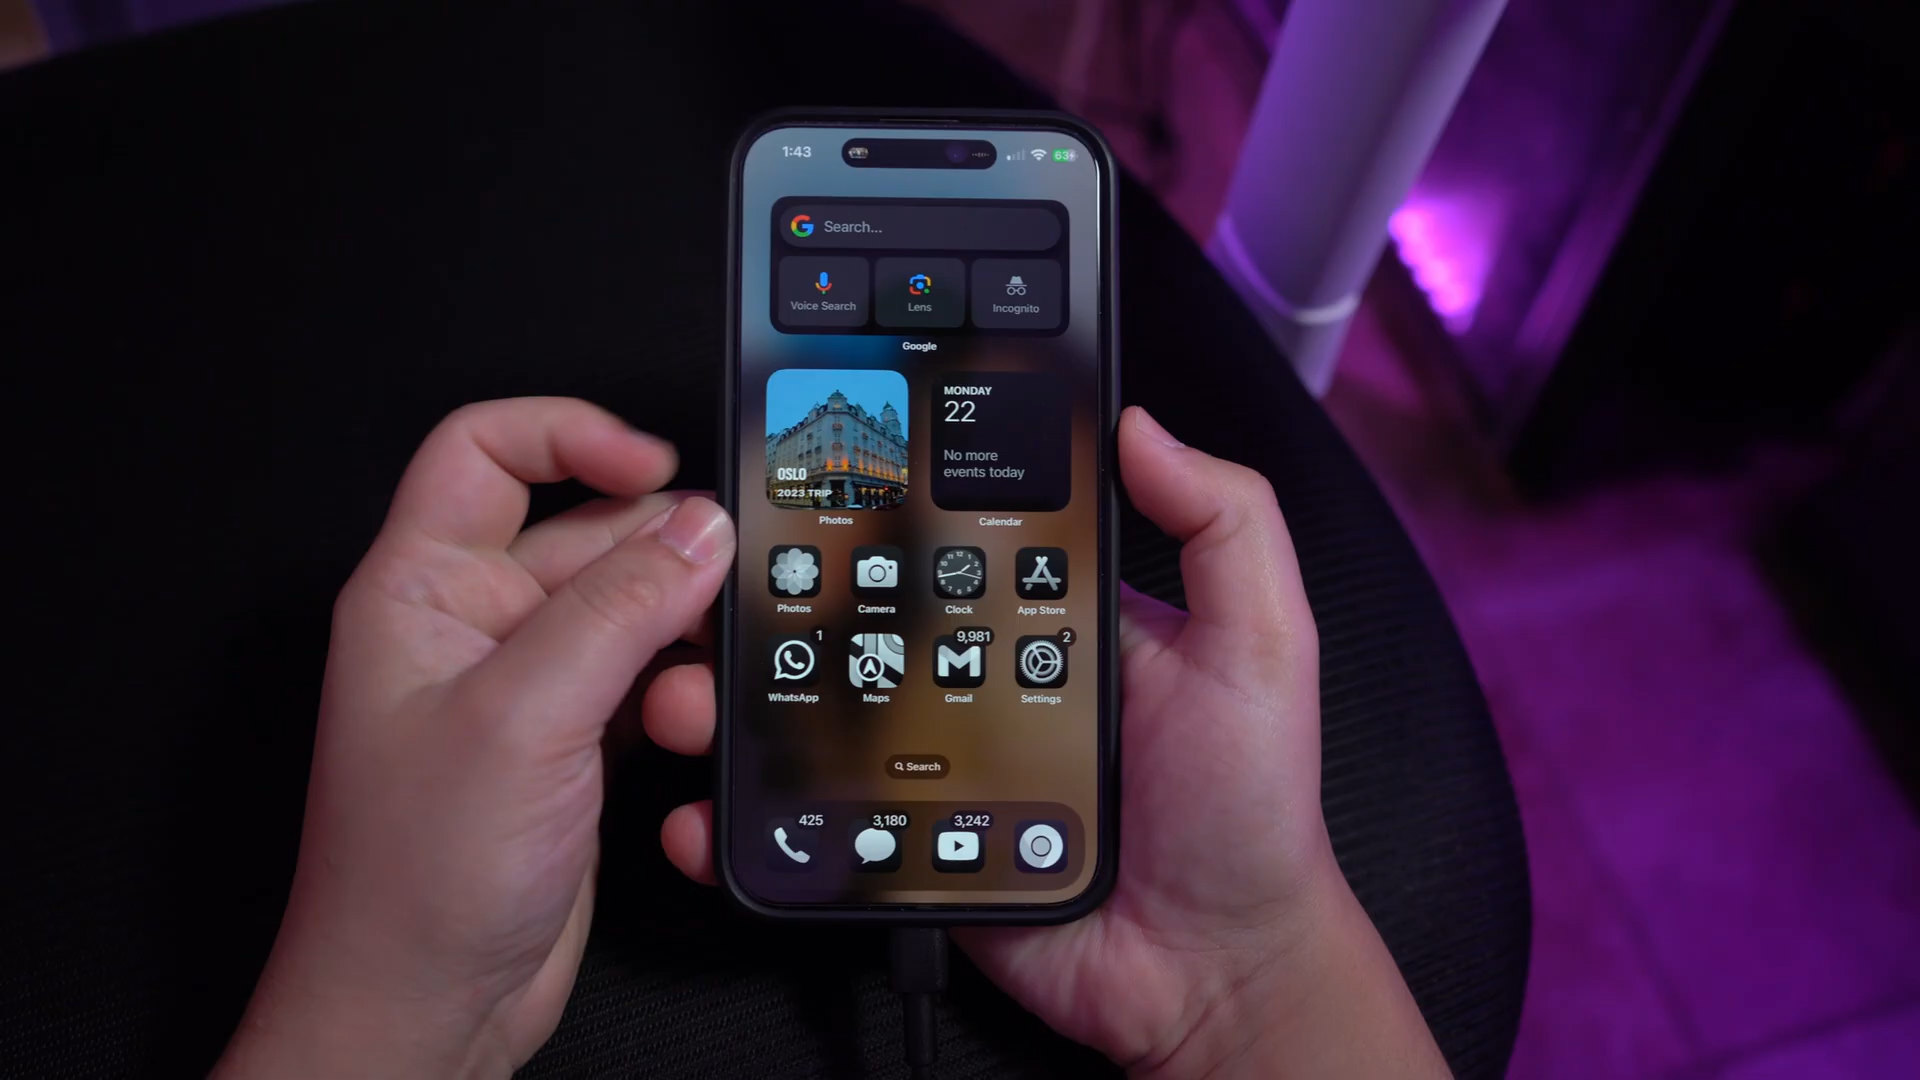 1:43
63
Search...
Voice Search
Lens
Incognito
Google
OSLO
2023 TRIP
Photos
MONDAY
22
No more
events today
Calendar
Photos
Camera
Clock
App Store
1
9,981
2
WhatsApp
Maps
Gmail
Settings
Search
425
3,180
3,242